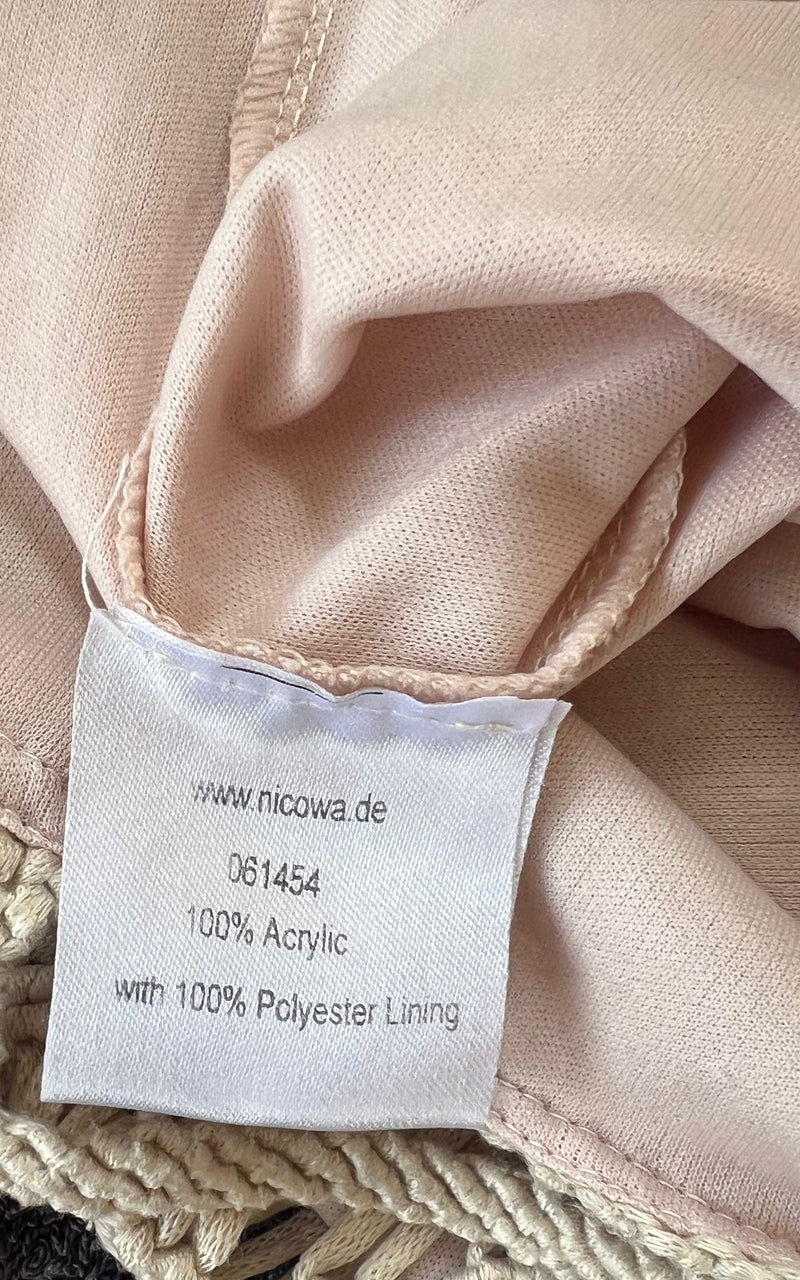 www.nicowa.de
061454
100% Acrylic
with 100% Polyester Lining